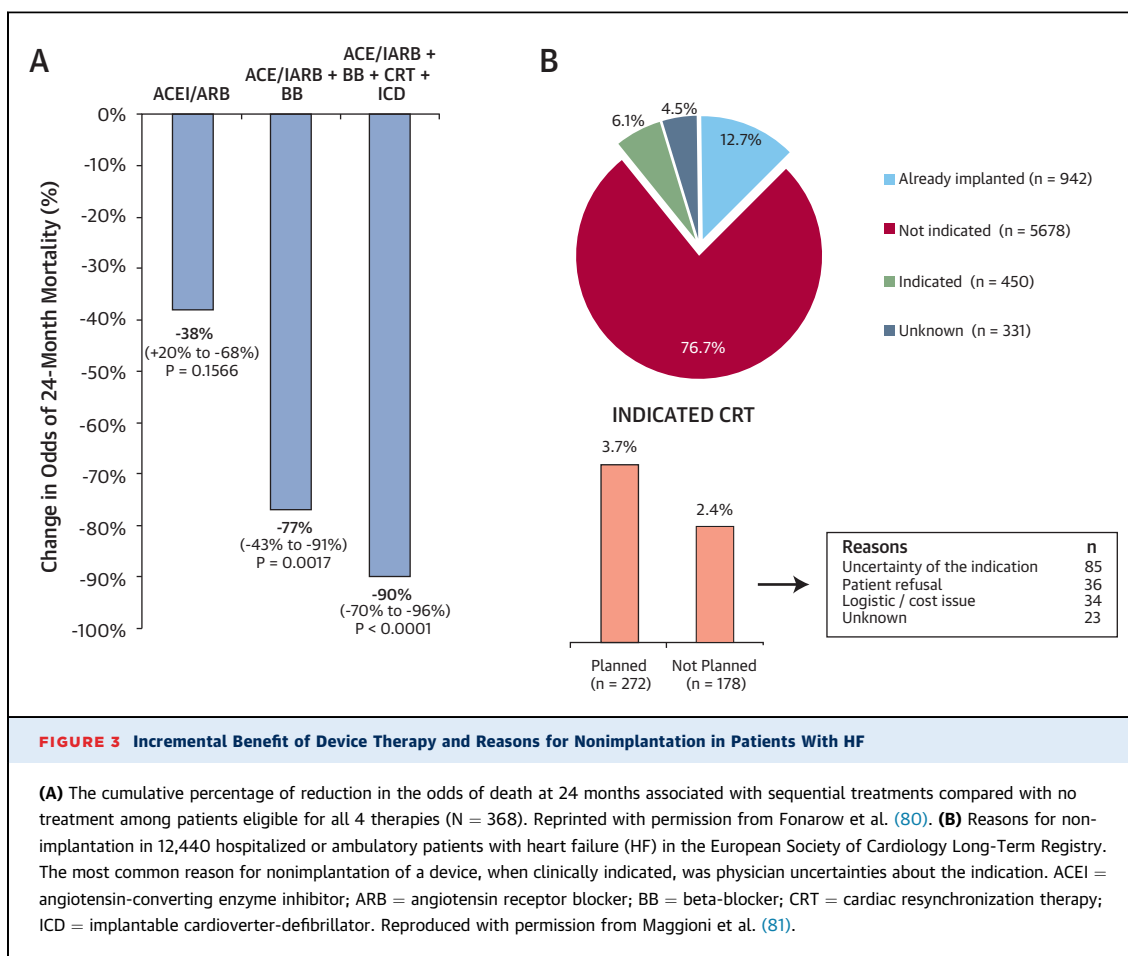 A
ACEI/ARB
ACE/IARB +
BB
ACE/IARB +
BB + CRT +
ICD
Change in Odds of 24-Month Mortality (%)
0%
-10%
-20%
-30%
-40%
-50%
-60%
-70%
-80%
-90%
-100%
-38%
(+20% to -68%)
P = 0.1566
-77%
(-43% to -91%)
P = 0.0017
-90%
(-70% to -96%)
P < 0.0001
B
4.5%
6.1%
12.7%
76.7%
Already implanted (n = 942)
Not indicated (n = 5678)
Indicated (n = 450)
Unknown (n = 331)
INDICATED CRT
3.7%
2.4%
Planned
(n = 272)
Not Planned
(n = 178)
Reasons n
Uncertainty of the indication 85
Patient refusal 36
Logistic / cost issue 34
Unknown 23
FIGURE 3 Incremental Benefit of Device Therapy and Reasons for Nonimplantation in Patients With HF
(A) The cumulative percentage of reduction in the odds of death at 24 months associated with sequential treatments compared with no
treatment among patients eligible for all 4 therapies (N = 368). Reprinted with permission from Fonarow et al. (80). (B) Reasons for non-
implantation in 12,440 hospitalized or ambulatory patients with heart failure (HF) in the European Society of Cardiology Long-Term Registry.
The most common reason for nonimplantation of a device, when clinically indicated, was physician uncertainties about the indication. ACEI =
angiotensin-converting enzyme inhibitor; ARB = angiotensin receptor blocker; BB = beta-blocker; CRT = cardiac resynchronization therapy;
ICD = implantable cardioverter-defibrillator. Reproduced with permission from Maggioni et al. (81).